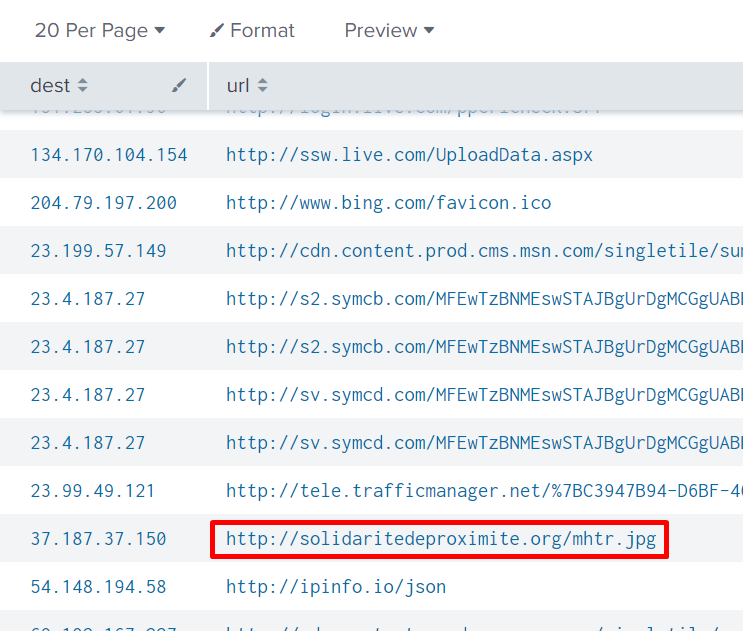 20 Per Page Format Preview
dest url
134.170.104.154 http://ssw.live.com/UploadData.aspx
204.79.197.200 http://www.bing.com/favicon.ico
23.199.57.149 http://cdn.content.prod.cms.msn.com/singletile/su
23.4.187.27 http://s2.symcb.com/MFEwTzBNMEswSTAJBgUrDgMCGgUAB
23.4.187.27 http://s2.symcb.com/MFEwTzBNMEswSTAJBgUrDgMCGgUAB
23.4.187.27 http://sv.symcd.com/MFEwTzBNMEswSTAJBgUrDgMCGgUAB
23.4.187.27 http://sv.symcd.com/MFEwTzBNMEswSTAJBgUrDgMCGgUAB
23.99.49.121 http://tele.trafficmanager.net/%7BC3947B94-D6BF-4
37.187.37.150 http://solidaritedeproximite.org/mhtr.jpg
54.148.194.58 http://ipinfo.io/json